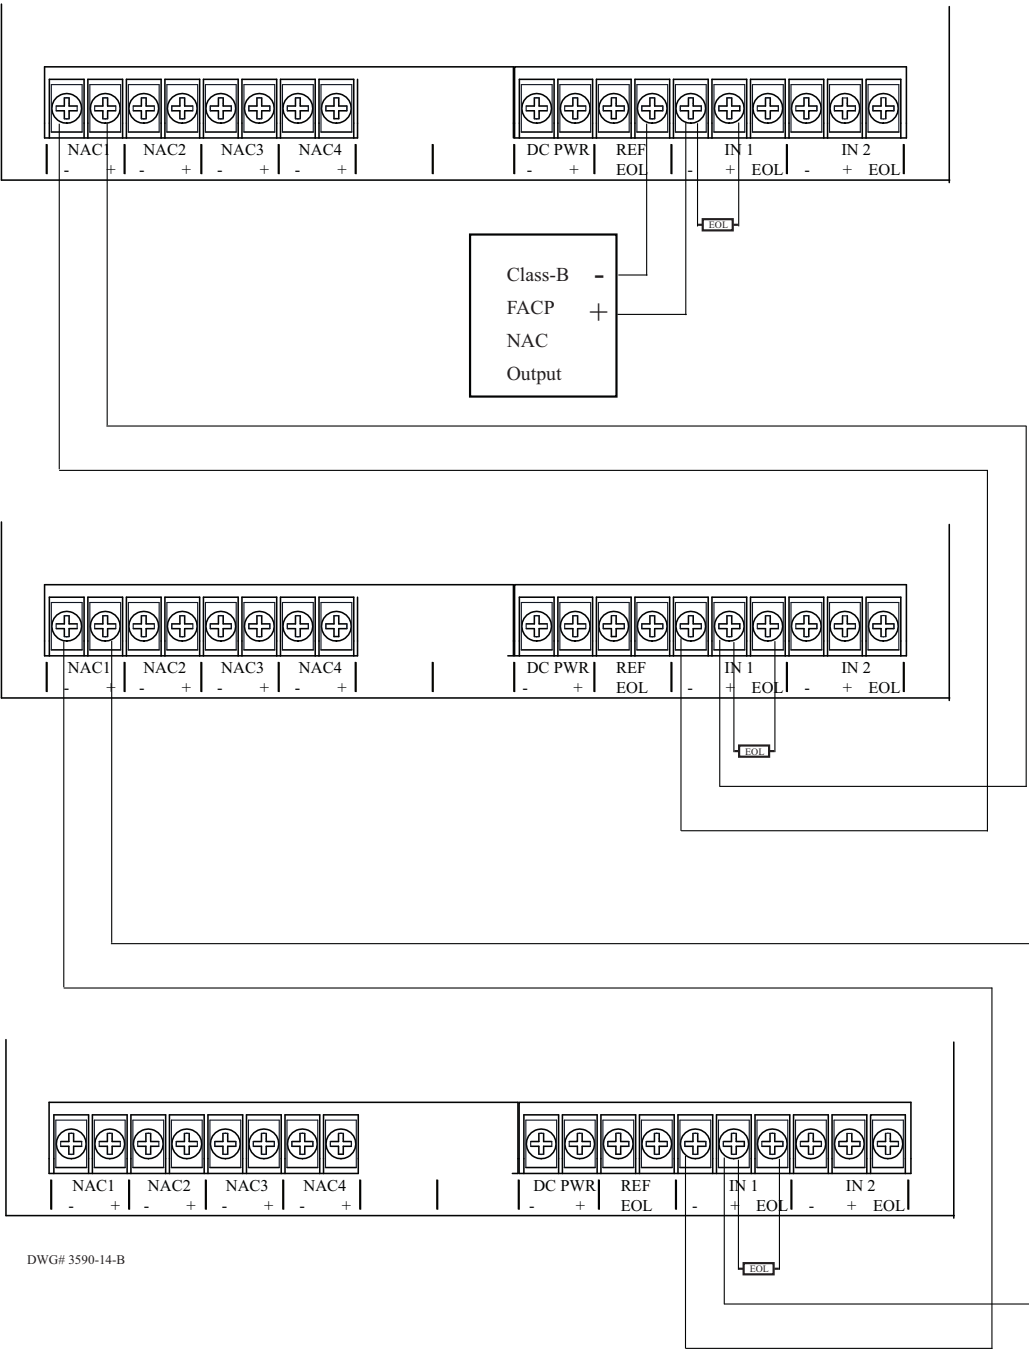 NAC1 NAC2 NAC3 NAC4 DC PWR REF IN 1 IN 2
- + - + - + - + - + EOL - + EOL - + EOL
EOL
Class-B -
FACP +
NAC
Output
NAC1 NAC2 NAC3 NAC4 DC PWR REF IN 1 IN 2
- + - + - + - + - + EOL - + EOL - + EOL
EOL
NAC1 NAC2 NAC3 NAC4 DC PWR REF IN 1 IN 2
- + - + - + - + - + EOL - + EOL - + EOL
DWG# 3590-14-B
EOL